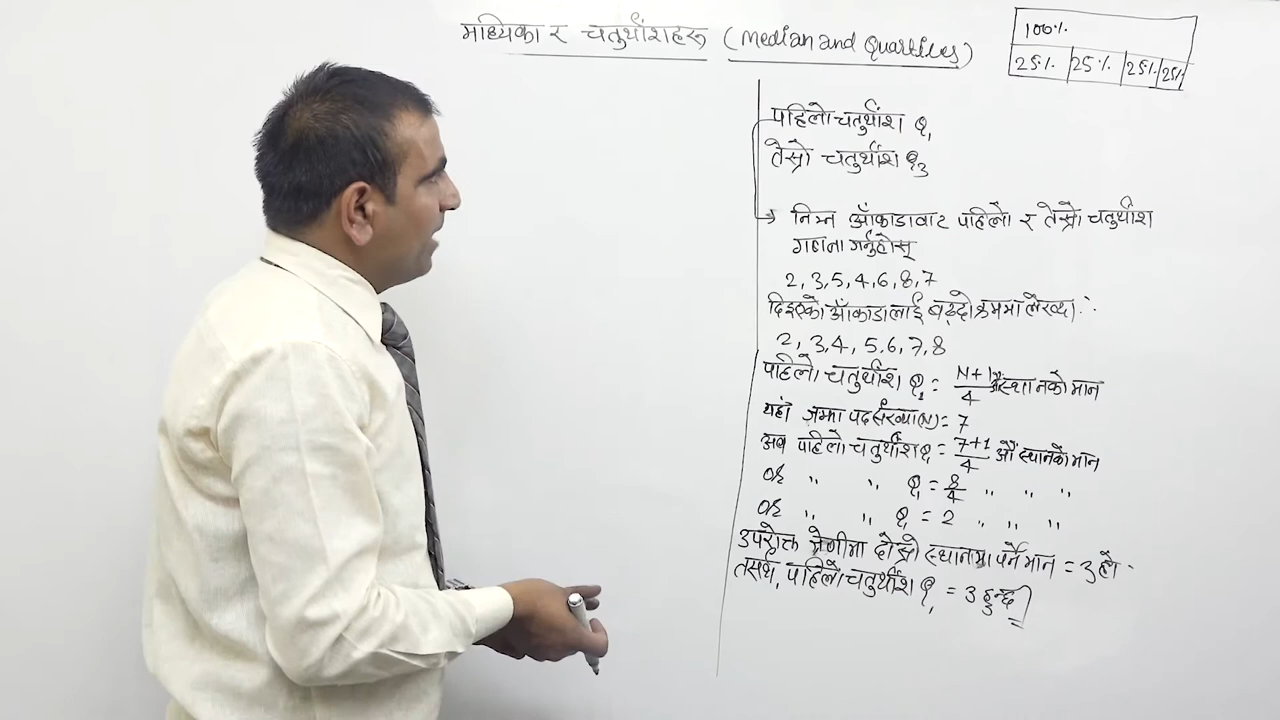 माध्यिका र चतुर्थांशहरू (Median and Quartiles)
100%
25% 25% 25% 25%
पहिलो चतुर्थांश Q₁
तेस्रो चतुर्थांश Q₃
→ निम्न आँकाडावाट पहिलो र तेस्रो चतुर्थांश
गणना गर्नुहोस्
2, 3, 5, 4, 6, 8, 7
दिइएको आँकाडालाई बढ्दो क्रममा लेख्दा :
2, 3, 4, 5, 6, 7, 8
पहिलो चतुर्थांश Q₁ = N+1/4 औं स्थानको मान
यहाँ जम्मा पद संख्या (N) = 7
अब पहिलो चतुर्थांश Q₁ = 7+1/4 औं स्थानको मान
or " " Q₁ = 8/4 " " "
or " " Q₁ = 2 " " "
उपरोक्त श्रेणीमा दोस्रो स्थानमा पर्ने मान = 3 हो
तसर्थ, पहिलो चतुर्थांश Q₁ = 3 हुन्छ